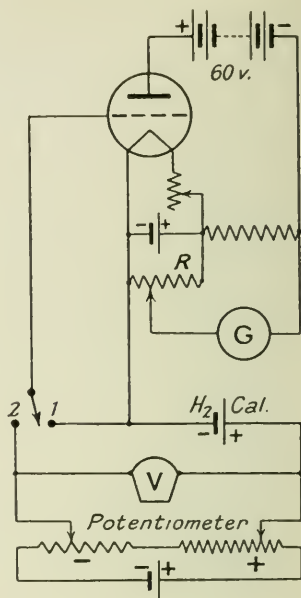 + -
60 v.
- +
R
G
2 1
H2 Cal.
- +
V
Potentiometer
- - + +